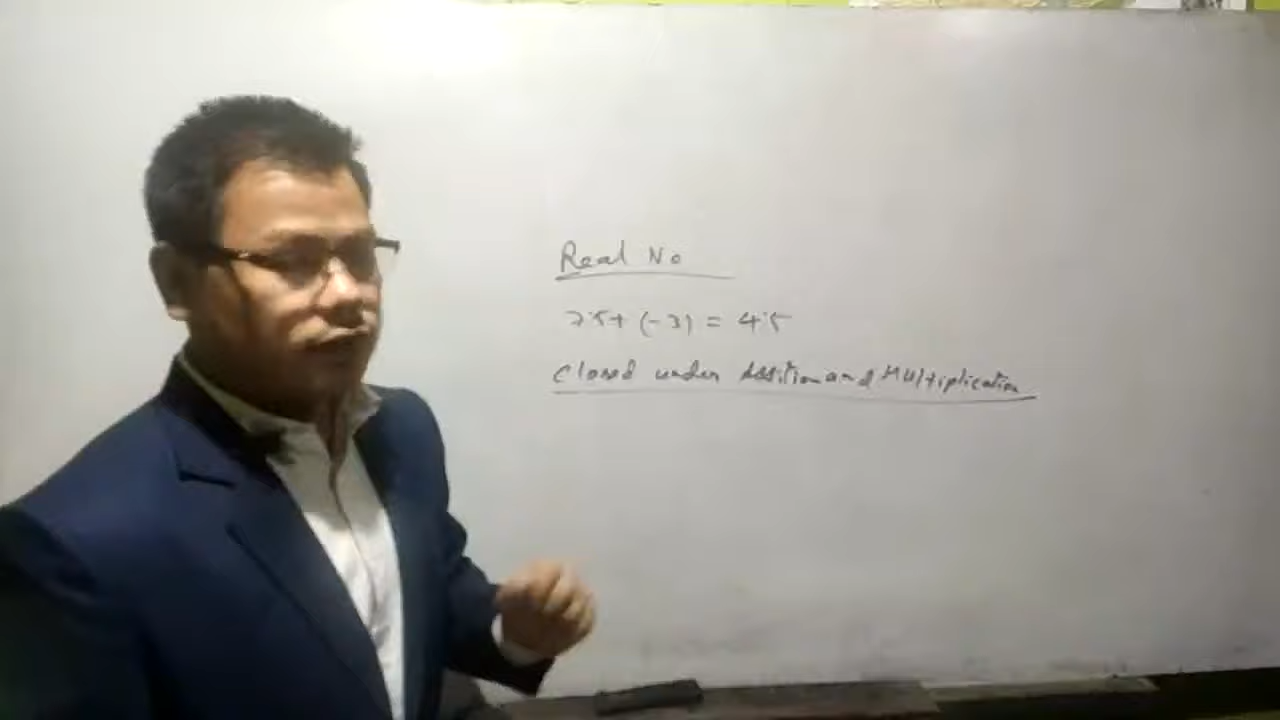 Real No
7.5+ (-3) = 4.5
Closed under Addition and Multiplication